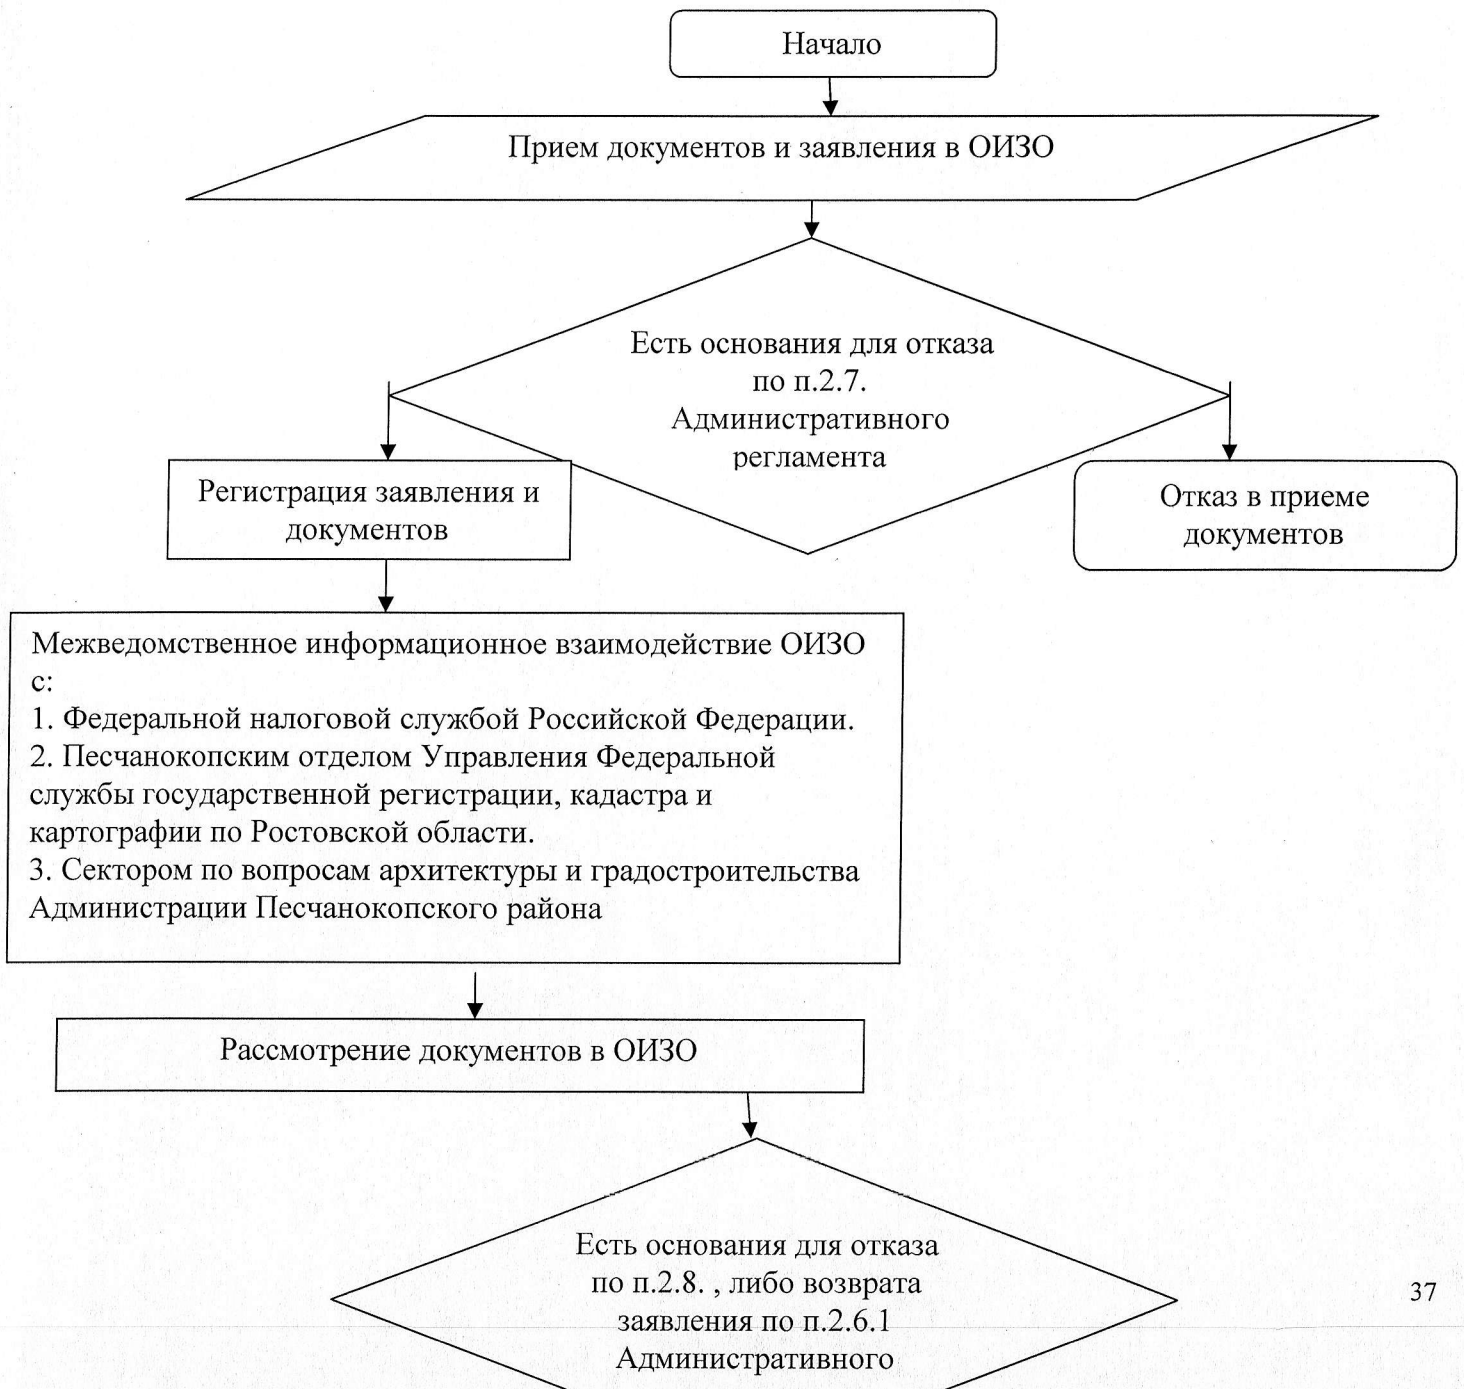 Начало
Прием документов и заявления в ОИЗО
Есть основания для отказа
по п.2.7.
Административного
регламента
Регистрация заявления и
документов
Отказ в приеме
документов
Межведомственное информационное взаимодействие ОИЗО
с:
1. Федеральной налоговой службой Российской Федерации.
2. Песчанокопским отделом Управления Федеральной
службы государственной регистрации, кадастра и
картографии по Ростовской области.
3. Сектором по вопросам архитектуры и градостроительства
Администрации Песчанокопского района
Рассмотрение документов в ОИЗО
Есть основания для отказа
по п.2.8. , либо возврата
заявления по п.2.6.1
Административного
37